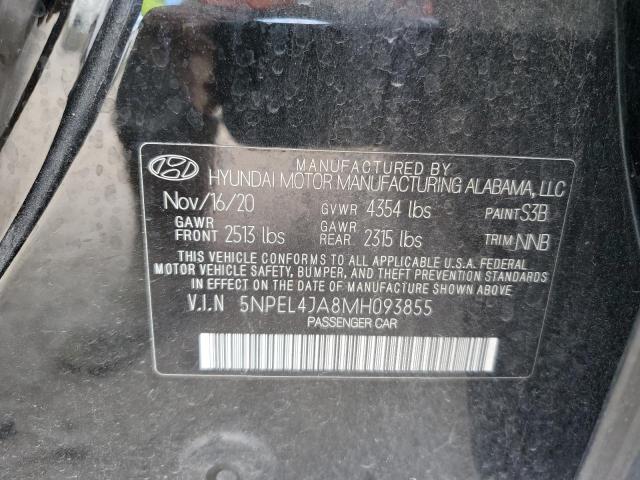 MANUFACTURED BY
HYUNDAI MOTOR MANUFACTURING ALABAMA, LLC
Nov/16/20 GVWR 4354 lbs PAINT S3B
GAWR FRONT 2513 lbs GAWR REAR 2315 lbs TRIM NNB
THIS VEHICLE CONFORMS TO ALL APPLICABLE U.S.A. FEDERAL
MOTOR VEHICLE SAFETY, BUMPER, AND THEFT PREVENTION STANDARDS
IN EFFECT ON THE DATE OF MANUFACTURE SHOWN ABOVE.
V.I.N 5NPEL4JA8MH093855
PASSENGER CAR